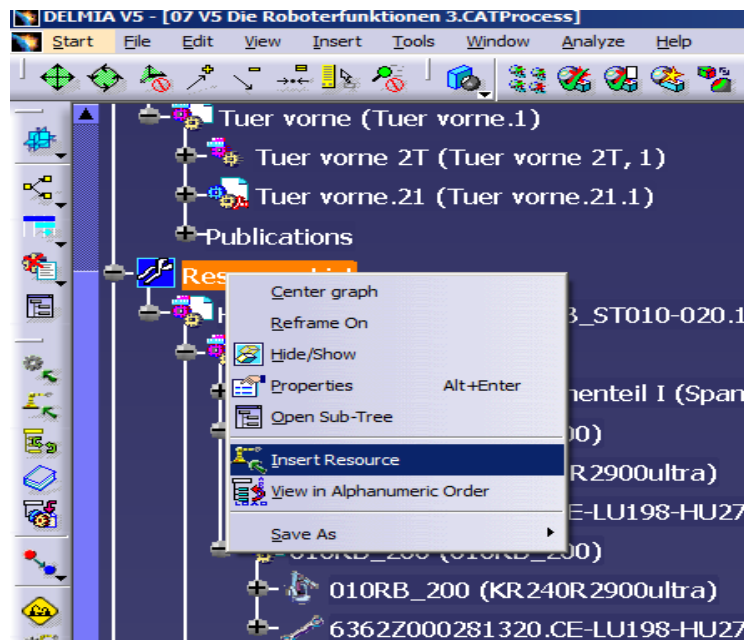 DELMIA V5 - [07 V5 Die Roboterfunktionen 3.CATProcess]
Start File Edit View Insert Tools Window Analyze Help
Tuer vorne (Tuer vorne.1)
Tuer vorne 2T (Tuer vorne 2T, 1)
Tuer vorne.21 (Tuer vorne.21.1)
Publications
Center graph
B_ST010-020.1
Reframe On
Hide/Show
Properties Alt+Enter
nenteil I (Span
Open Sub-Tree
Insert Resource
R2900ultra)
View in Alphanumeric Order
E-LU198-HU27
Save As
010RB_200 (010RB_200)
010RB_200 (KR240R2900ultra)
6362Z000281320.CE-LU198-HU27